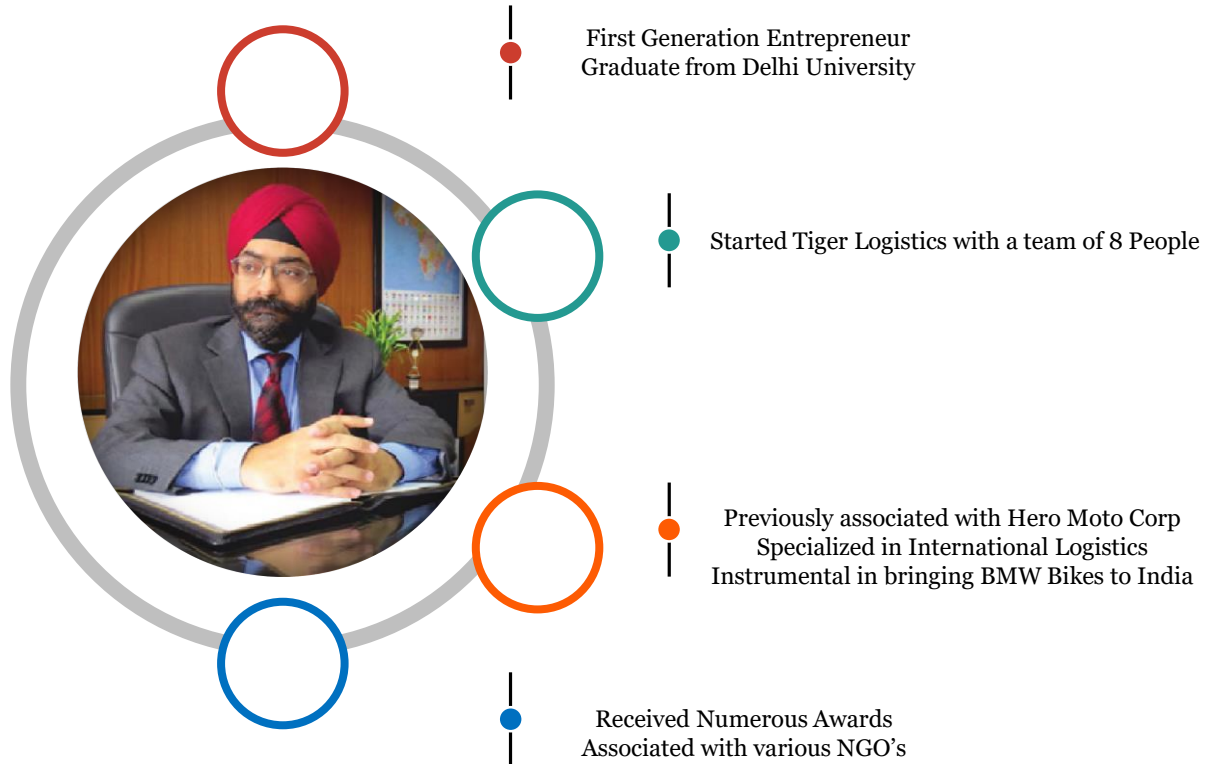 First Generation Entrepreneur
Graduate from Delhi University
Started Tiger Logistics with a team of 8 People
Previously associated with Hero Moto Corp
Specialized in International Logistics
Instrumental in bringing BMW Bikes to India
Received Numerous Awards
Associated with various NGO’s